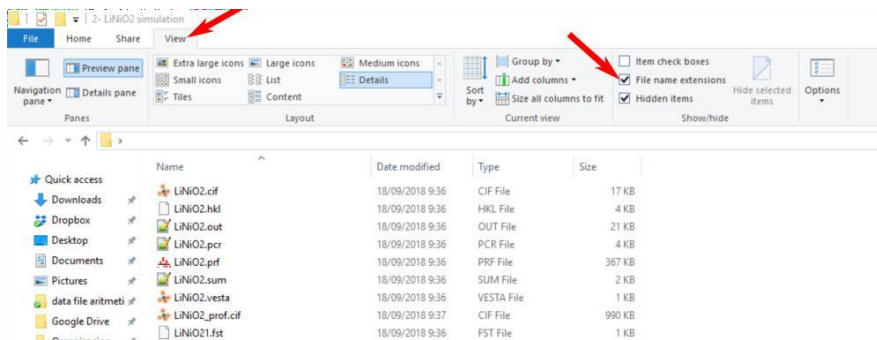 2- LiNiO2 simulation
File Home Share View
Navigation pane
Preview pane
Details pane
Panes
Extra large icons Large icons Medium icons
Small icons List Details
Tiles Content
Layout
Sort by
Group by
Add columns
Size all columns to fit
Current view
Item check boxes
File name extensions
Hidden items
Hide selected items
Show/hide
Options
Quick access
Downloads
Dropbox
Desktop
Documents
Pictures
data file aritmeti
Google Drive
Name Date modified Type Size
LiNiO2.cif 18/09/2018 9:36 CIF File 17 KB
LiNiO2.hkl 18/09/2018 9:36 HKL File 4 KB
LiNiO2.out 18/09/2018 9:36 OUT File 21 KB
LiNiO2.pcr 18/09/2018 9:36 PCR File 4 KB
LiNiO2.prf 18/09/2018 9:36 PRF File 367 KB
LiNiO2.sum 18/09/2018 9:36 SUM File 2 KB
LiNiO2.vesta 18/09/2018 9:36 VESTA File 1 KB
LiNiO2_prof.cif 18/09/2018 9:37 CIF File 990 KB
LiNiO21.fst 18/09/2018 9:36 FST File 1 KB